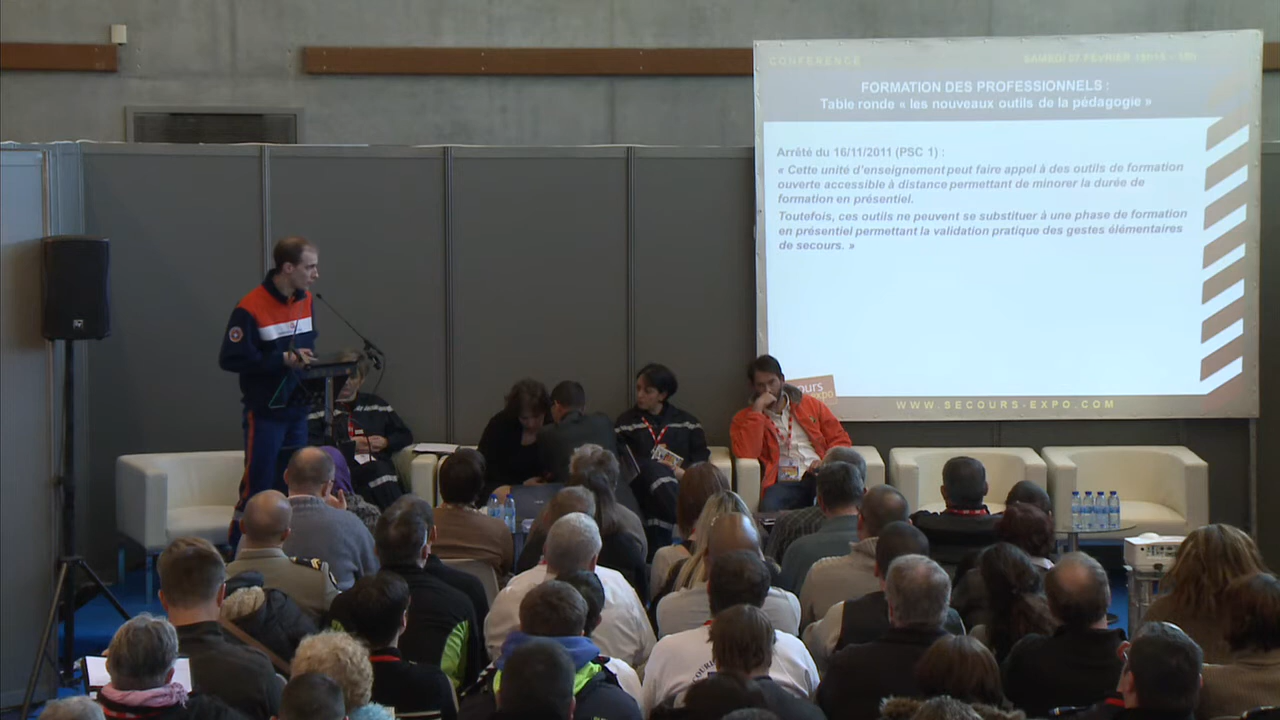 CONFERENCE
SAMEDI 07 FÉVRIER
FORMATION DES PROFESSIONNELS :
Table ronde « les nouveaux outils de la pédagogie »
Arrêté du 16/11/2011 (PSC 1) :
« Cette unité d'enseignement peut faire appel à des outils de formation
ouverte accessible à distance permettant de minorer la durée de
formation en présentiel.
Toutefois, ces outils ne peuvent se substituer à une phase de formation
en présentiel permettant la validation pratique des gestes élémentaires
de secours. »
WWW.SECOURS-EXPO.COM